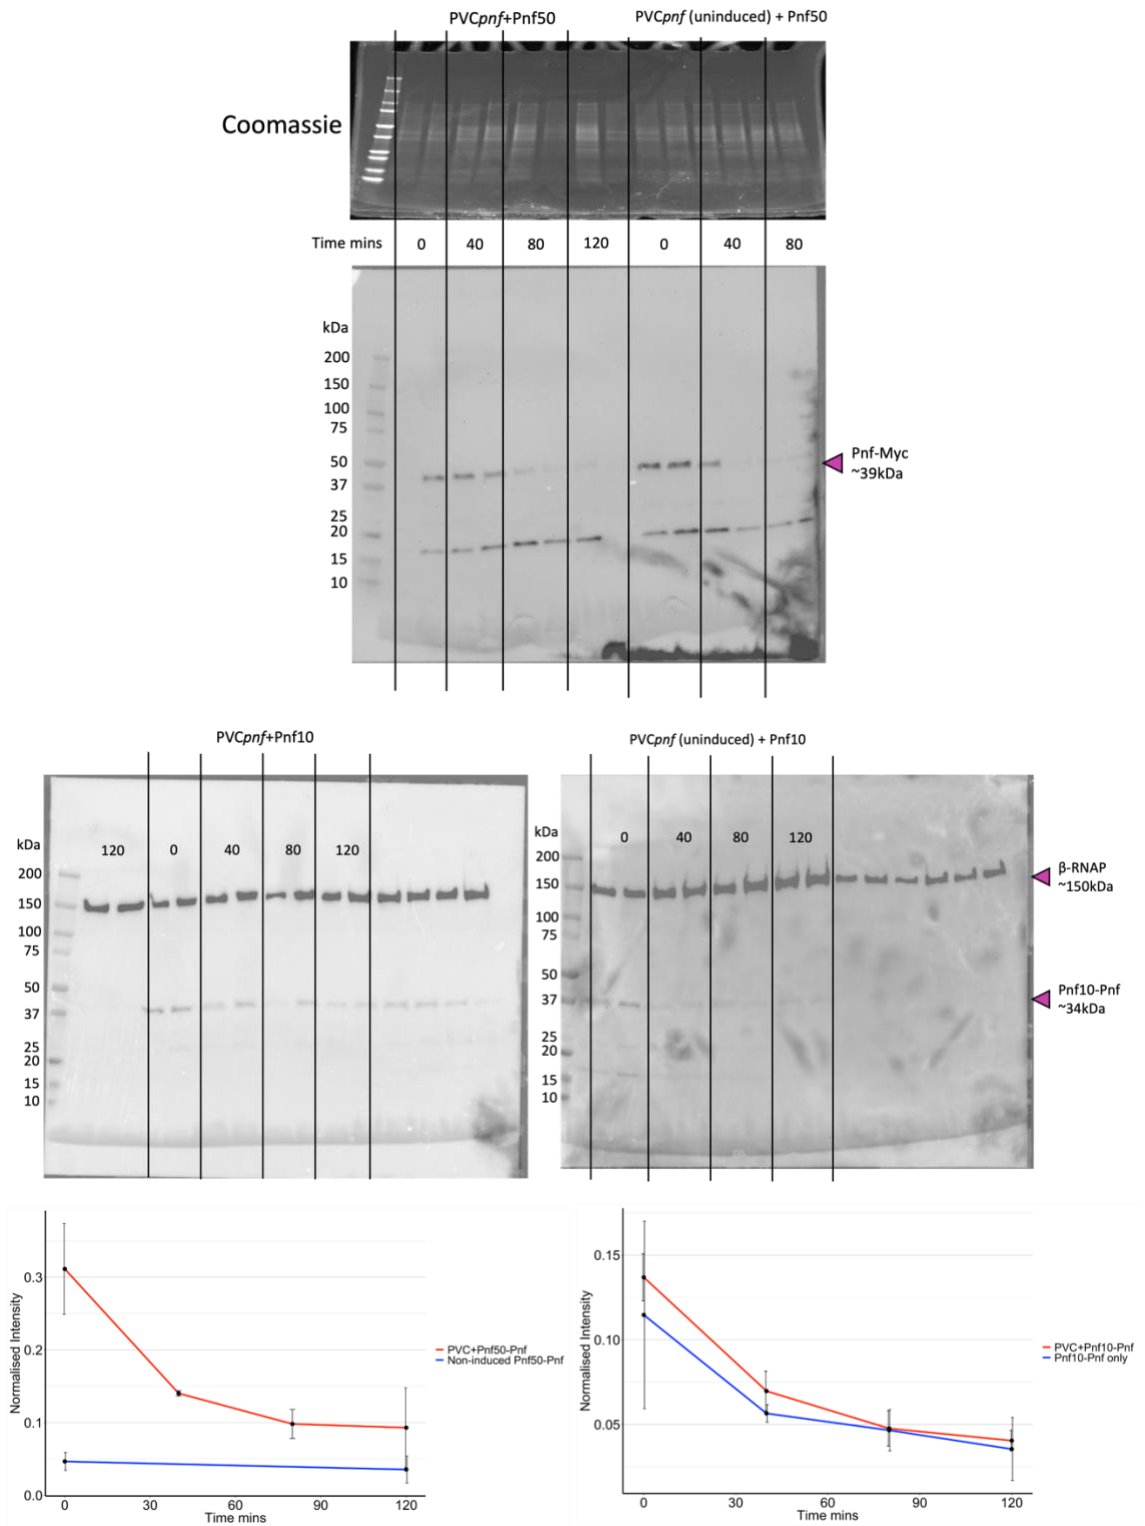 PVCpnf+Pnf50
PVCpnf (uninduced) + Pnf50
Coomassie
Time mins 0 40 80 120 0 40 80
kDa
200
150
100
75
50
37
25
20
15
10
Pnf-Myc
~39kDa
PVCpnf+Pnf10
PVCpnf (uninduced) + Pnf10
kDa
120 0 40 80 120
200
150
100
75
50
37
25
20
15
10
kDa
0 40 80 120
200
150
100
75
50
37
25
20
15
10
β-RNAP
~150kDa
Pnf10-Pnf
~34kDa
Normalised Intensity
0.3
0.2
0.1
0.0
0 30 60 90 120
Time mins
PVC+Pnf50-Pnf
Non-induced Pnf50-Pnf
Normalised Intensity
0.15
0.10
0.05
0 30 60 90 120
Time mins
PVC+Pnf10-Pnf
Pnf10-Pnf only